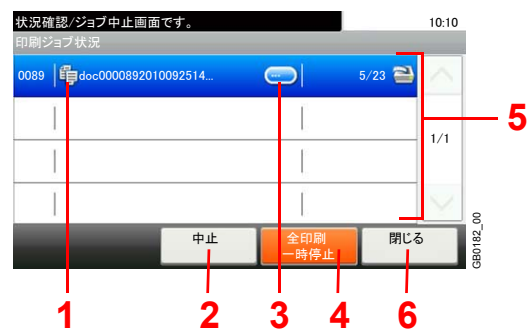 状況確認/ジョブ中止画面です。 10:10
印刷ジョブ状況
0089 doc0000892010092514... ... 5/23
5
1/1
中止 全印刷 閉じる
一時停止
GB0182_00
1 2 3 4 6